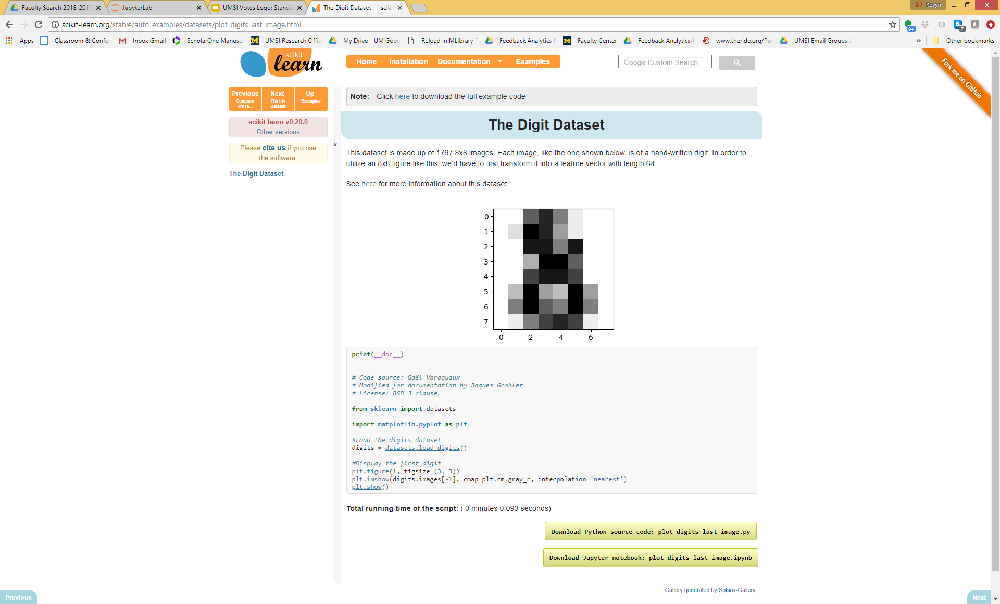 Faculty Search 2018-2019
JupyterLab
UMSI Votes Logo: Standa
The Digit Dataset — sciki
Kevyn
scikit-learn.org/stable/auto_examples/datasets/plot_digits_last_image.html
9+
7
Apps
Classroom & Confer
Inbox Gmail
ScholarOne Manusc
UMSI Research Offic
My Drive - UM Goog
Reload in MLibrary P
Feedback Analytics F
Faculty Center
Feedback Analytics/
www.theride.org/Por
UMSI Email Groups
»
Other bookmarks
scikit
learn
Home Installation Documentation Examples
Google Custom Search
Fork me on GitHub
Previous
Compare
cross...
Next
The Iris
Dataset
Up
Examples
scikit-learn v0.20.0
Other versions
Please cite us if you use
the software.
The Digit Dataset
«
Note: Click here to download the full example code
The Digit Dataset
This dataset is made up of 1797 8x8 images. Each image, like the one shown below, is of a hand-written digit. In order to
utilize an 8x8 figure like this, we’d have to first transform it into a feature vector with length 64.
See here for more information about this dataset.
0
1
2
3
4
5
6
7
0 2 4 6
print(__doc__)
# Code source: Gaël Varoquaux
# Modified for documentation by Jaques Grobler
# License: BSD 3 clause
from sklearn import datasets
import matplotlib.pyplot as plt
#Load the digits dataset
digits = datasets.load_digits()
#Display the first digit
plt.figure(1, figsize=(3, 3))
plt.imshow(digits.images[-1], cmap=plt.cm.gray_r, interpolation='nearest')
plt.show()
Total running time of the script: ( 0 minutes 0.093 seconds)
Download Python source code: plot_digits_last_image.py
Download Jupyter notebook: plot_digits_last_image.ipynb
Gallery generated by Sphinx-Gallery
Previous
Next